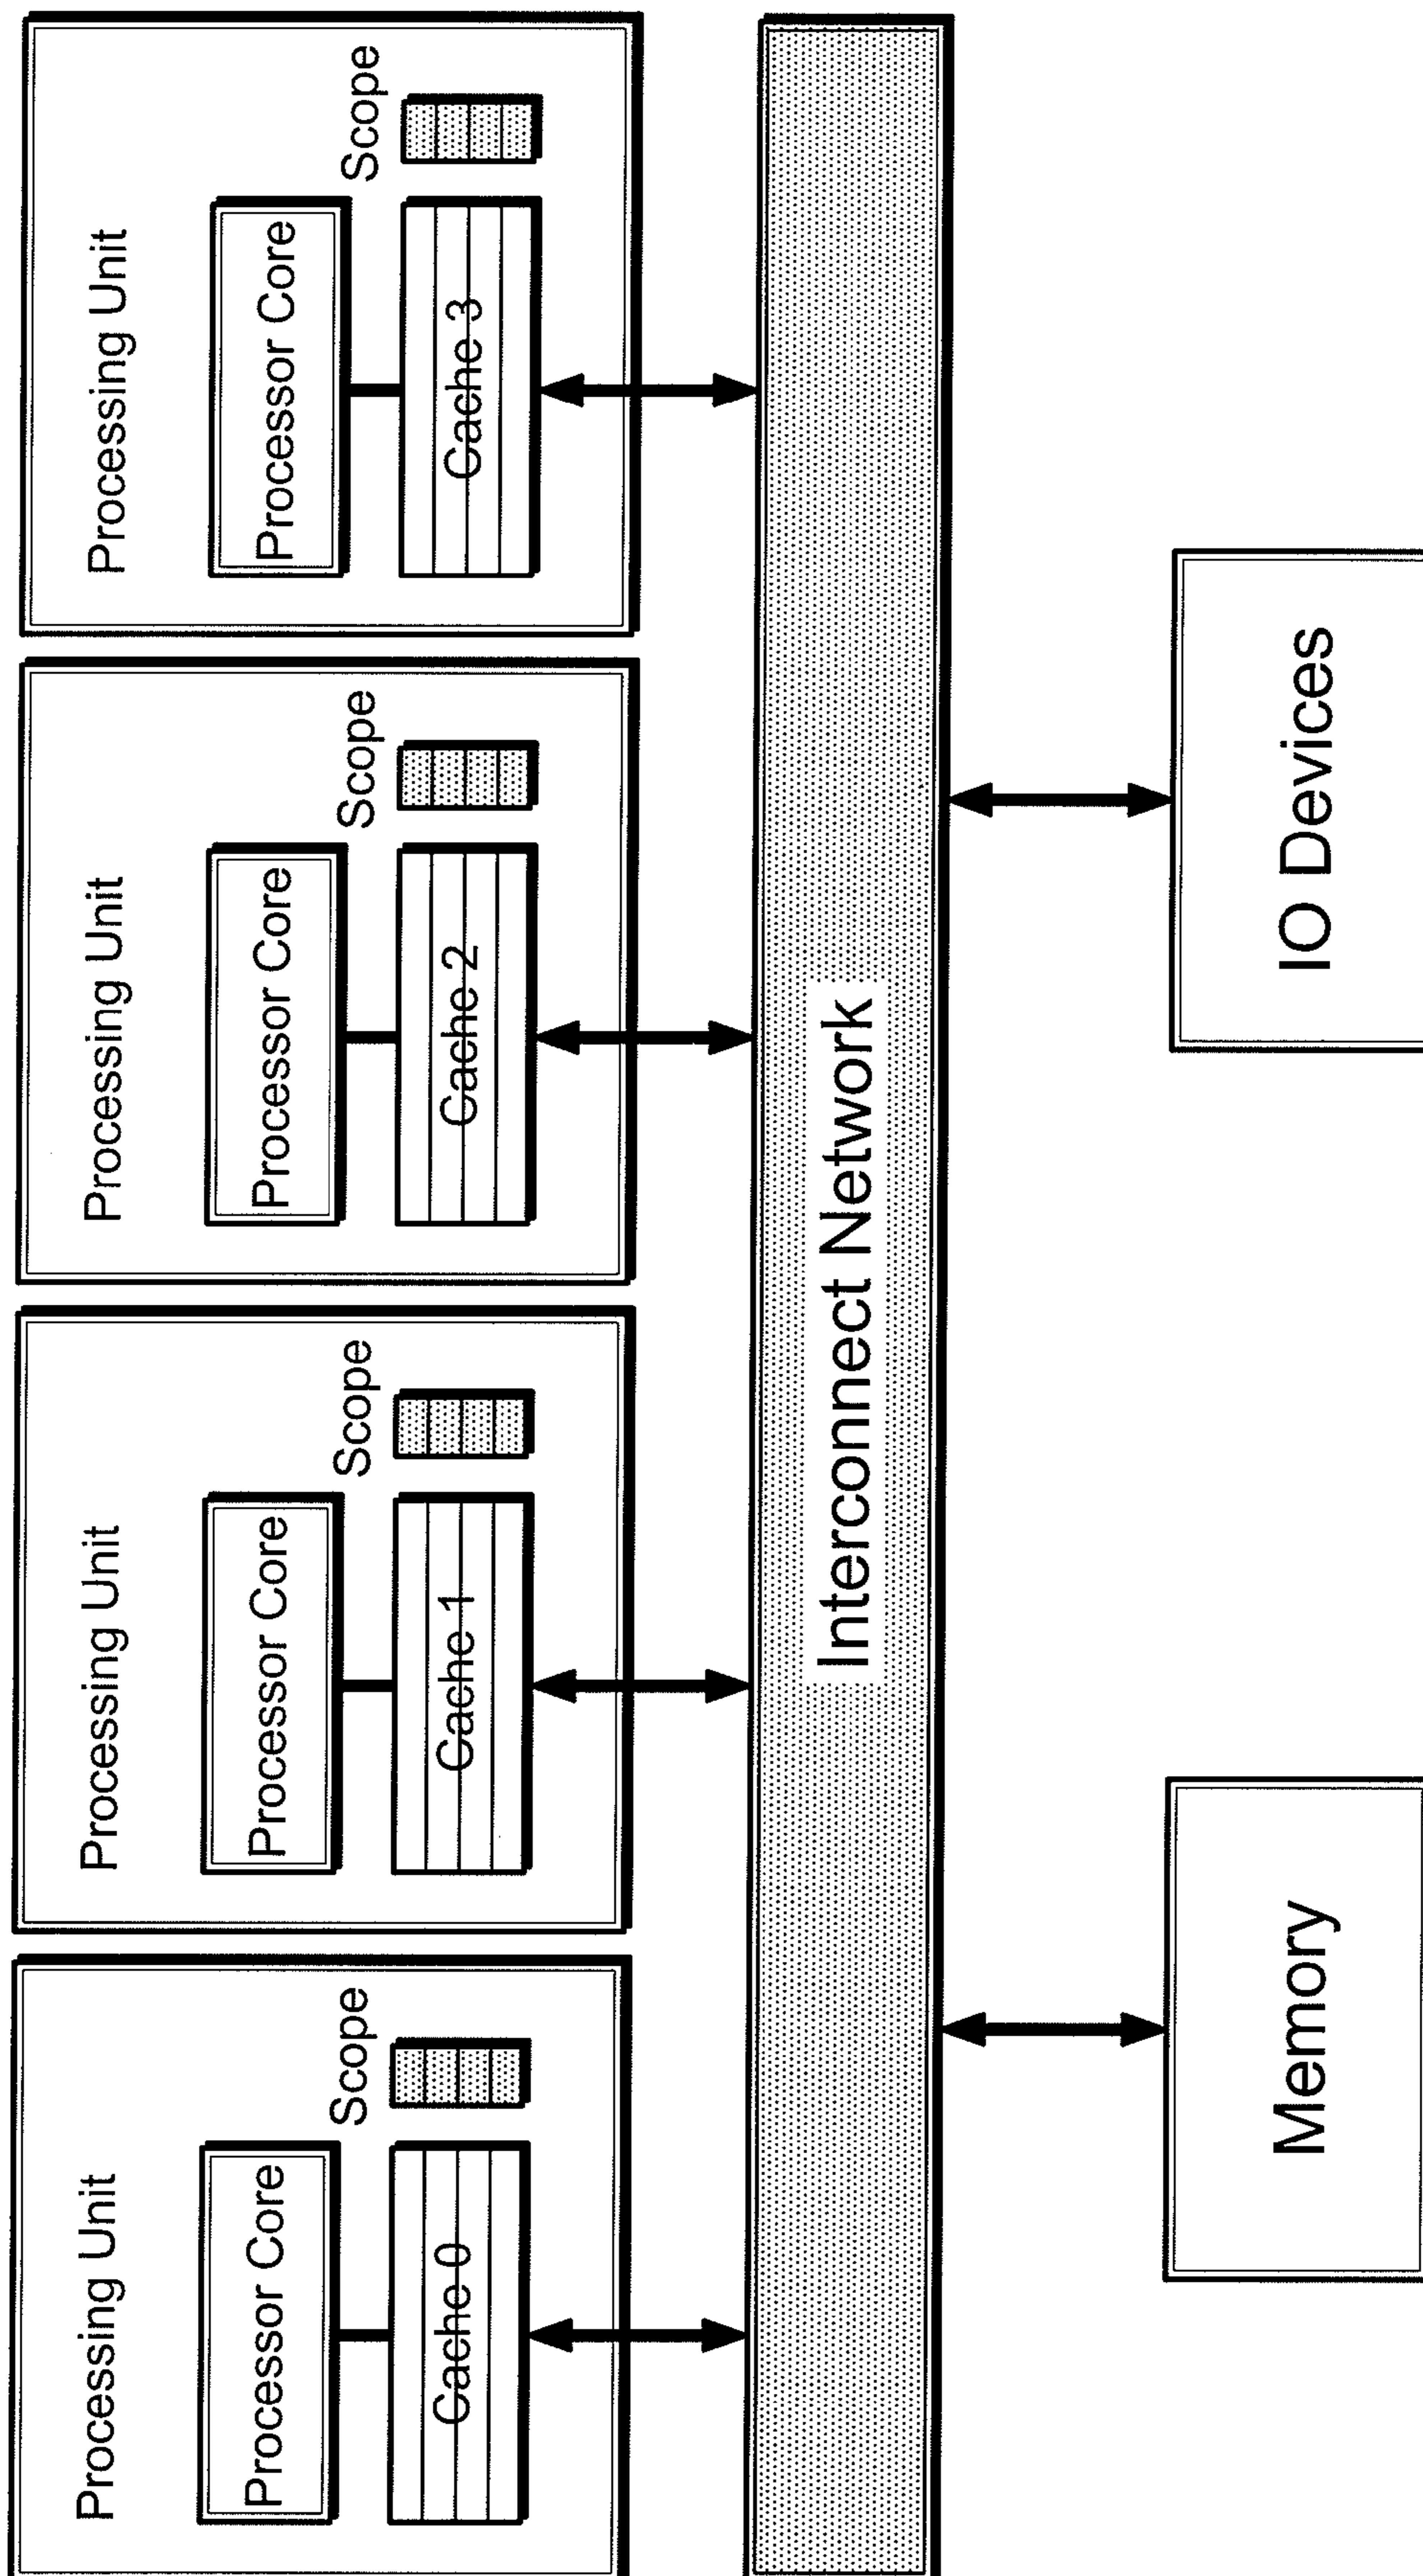 Processing Unit
Processor Core
Scope
Cache 0
Processing Unit
Processor Core
Scope
Cache 1
Processing Unit
Processor Core
Scope
Cache 2
Processing Unit
Processor Core
Scope
Cache 3
Interconnect Network
Memory
IO Devices